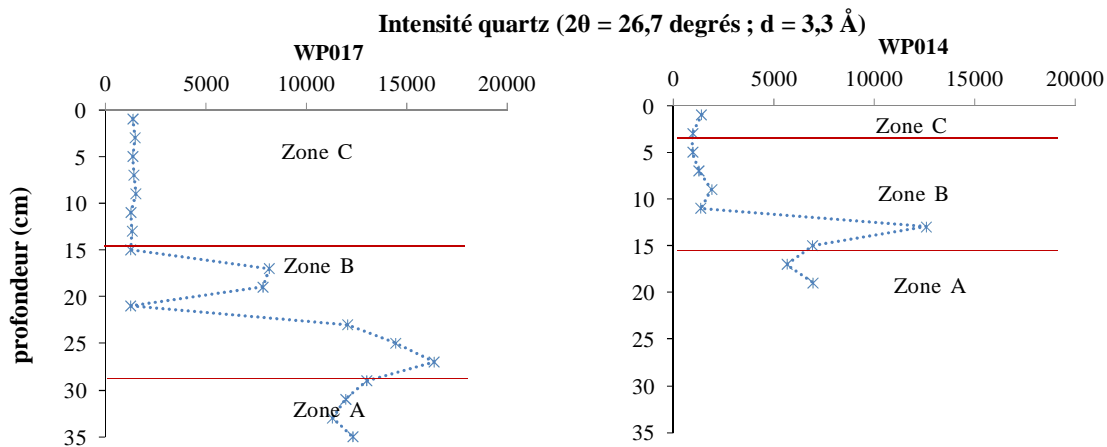 Intensité quartz (2θ = 26,7 degrés ; d = 3,3 Å)
WP017
0 5000 10000 15000 20000
0
5
10
15
20
25
30
35
profondeur (cm)
Zone C
Zone B
Zone A
WP014
0 5000 10000 15000 20000
0
5
10
15
20
25
30
35
Zone C
Zone B
Zone A